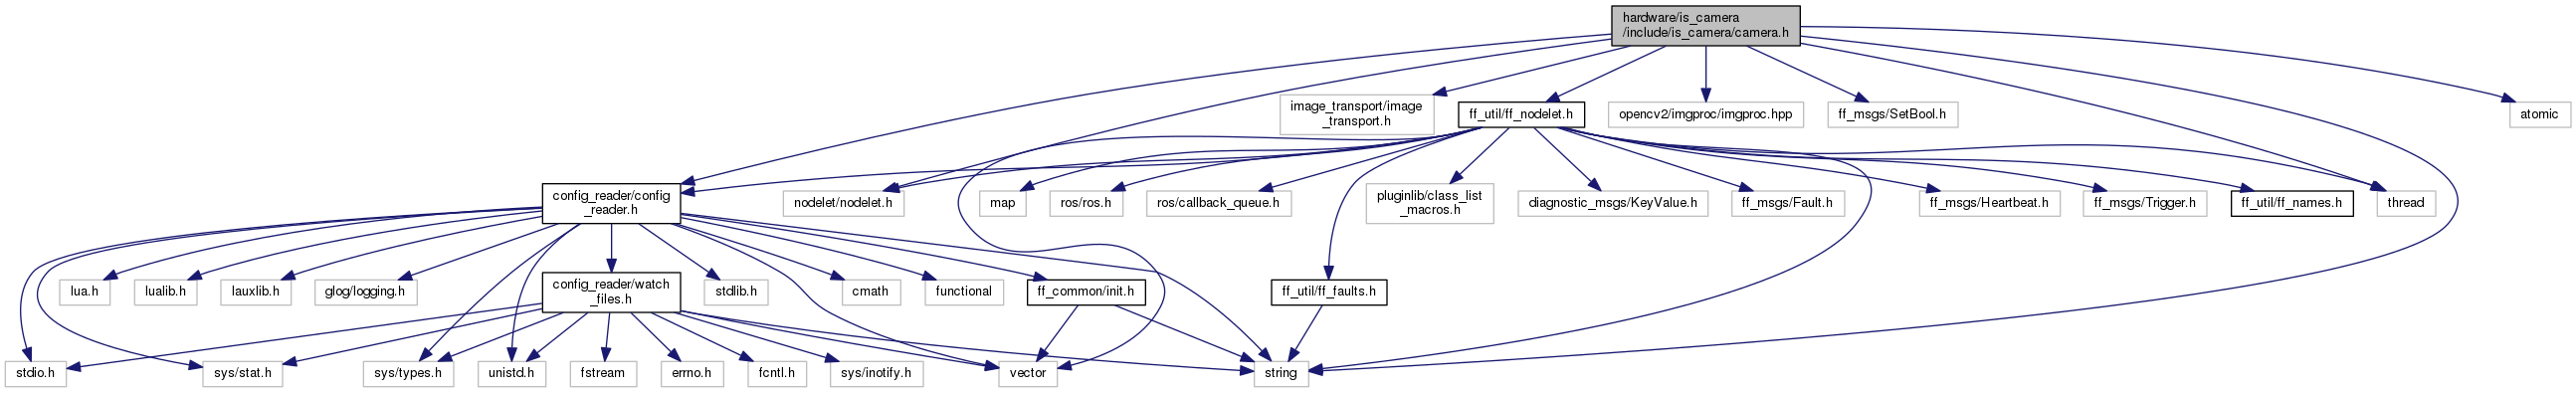 hardware/is_camera
/include/is_camera/camera.h
image_transport/image
_transport.h
ff_util/ff_nodelet.h
opencv2/imgproc/imgproc.hpp
ff_msgs/SetBool.h
atomic
config_reader/config
_reader.h
nodelet/nodelet.h
map
ros/ros.h
ros/callback_queue.h
pluginlib/class_list
_macros.h
diagnostic_msgs/KeyValue.h
ff_msgs/Fault.h
ff_msgs/Heartbeat.h
ff_msgs/Trigger.h
ff_util/ff_names.h
thread
lua.h
lualib.h
lauxlib.h
glog/logging.h
config_reader/watch
_files.h
stdlib.h
cmath
functional
ff_common/init.h
ff_util/ff_faults.h
stdio.h
sys/stat.h
sys/types.h
unistd.h
fstream
errno.h
fcntl.h
sys/inotify.h
vector
string